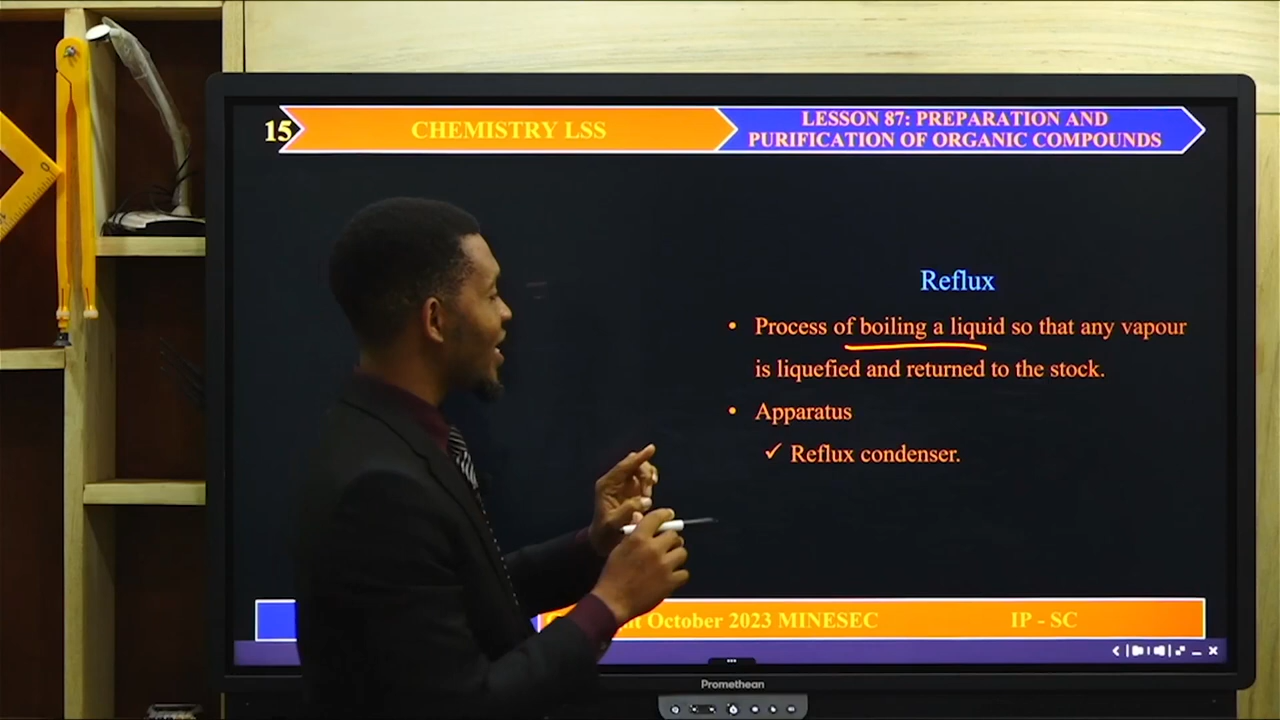 15
CHEMISTRY LSS
LESSON 87: PREPARATION AND
PURIFICATION OF ORGANIC COMPOUNDS
Reflux
• Process of boiling a liquid so that any vapour
is liquefied and returned to the stock.
• Apparatus
✓ Reflux condenser.
October 2023 MINESEC
IP - SC
Promethean